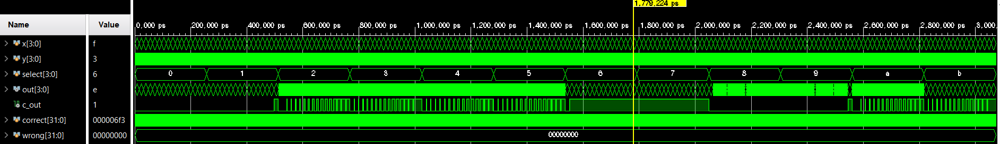 1,779.224 ps
Name Value
0.000 ps 200.000 ps 400.000 ps 600.000 ps 800.000 ps 1,000.000 ps 1,200.000 ps 1,400.000 ps 1,600.000 ps 1,800.000 ps 2,000.000 ps 2,200.000 ps 2,400.000 ps 2,600.000 ps 2,800.000 ps 3,000.
x[3:0] f
y[3:0] 3
select[3:0] 6 0 1 2 3 4 5 6 7 8 9 a b
out[3:0] e
c_out 1
correct[31:0] 000006f3
wrong[31:0] 00000000 00000000